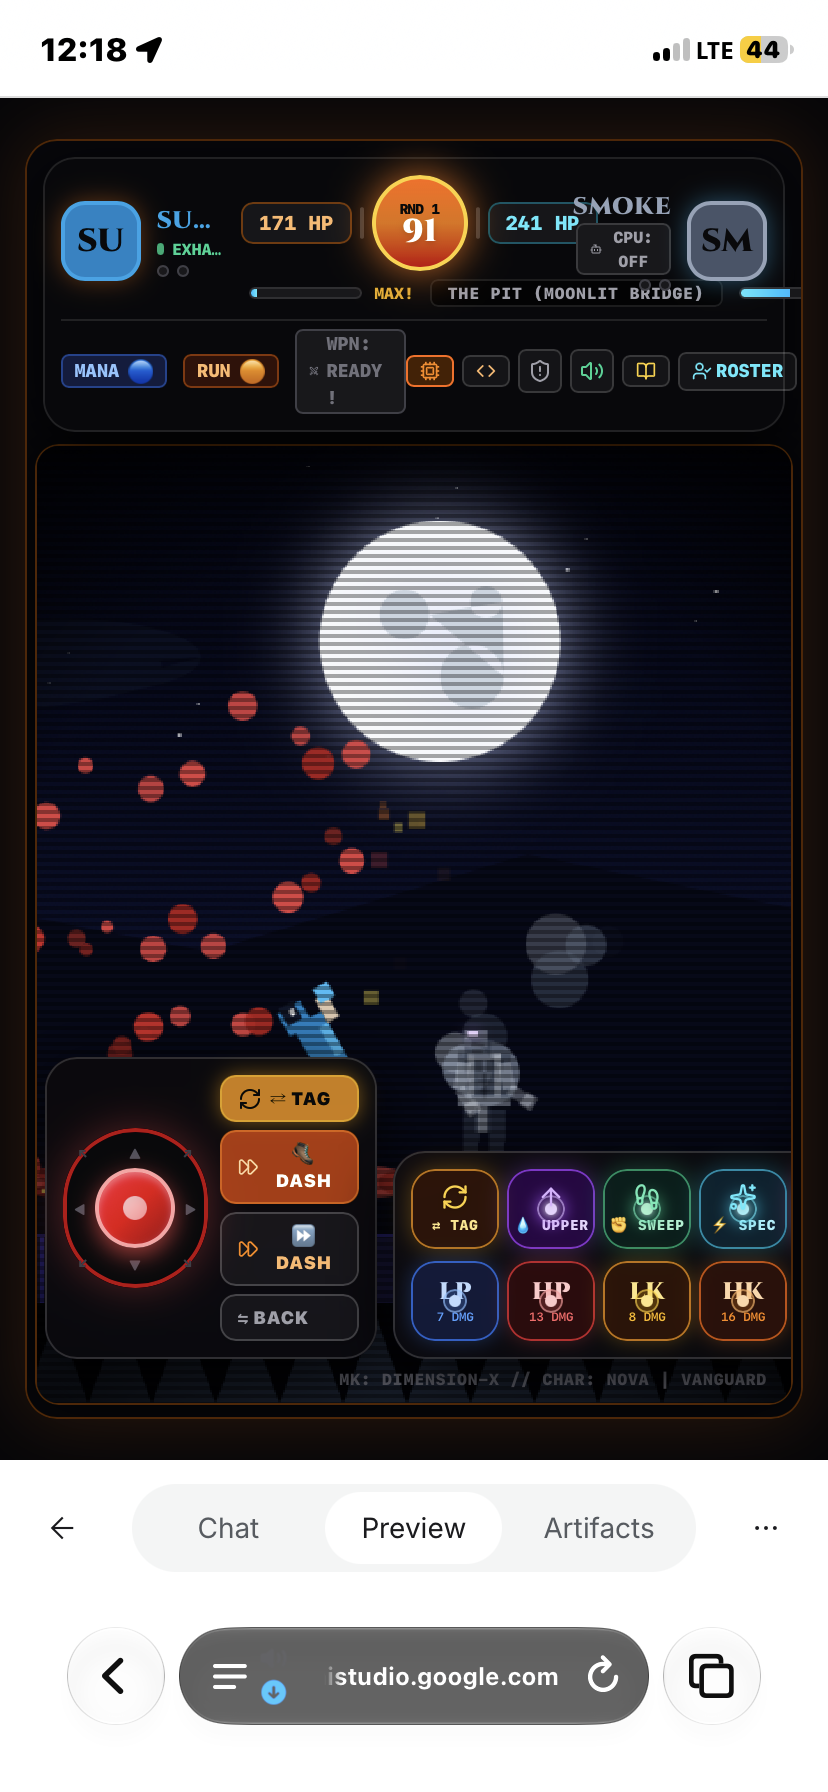 12:18
LTE 44
SU
SU...
EXHA...
171 HP
RND 1
91
241 HP
SMOKE
CPU:
OFF
SM
MAX!
THE PIT (MOONLIT BRIDGE)
MANA
RUN
WPN:
READY
!
ROSTER
⇄ TAG
DASH
DASH
⇆ BACK
⇄ TAG
UPPER
SWEEP
SPEC
LP
7 DMG
HP
13 DMG
LK
8 DMG
HK
16 DMG
MK: DIMENSION-X // CHAR: NOVA | VANGUARD
Chat
Preview
Artifacts
istudio.google.com